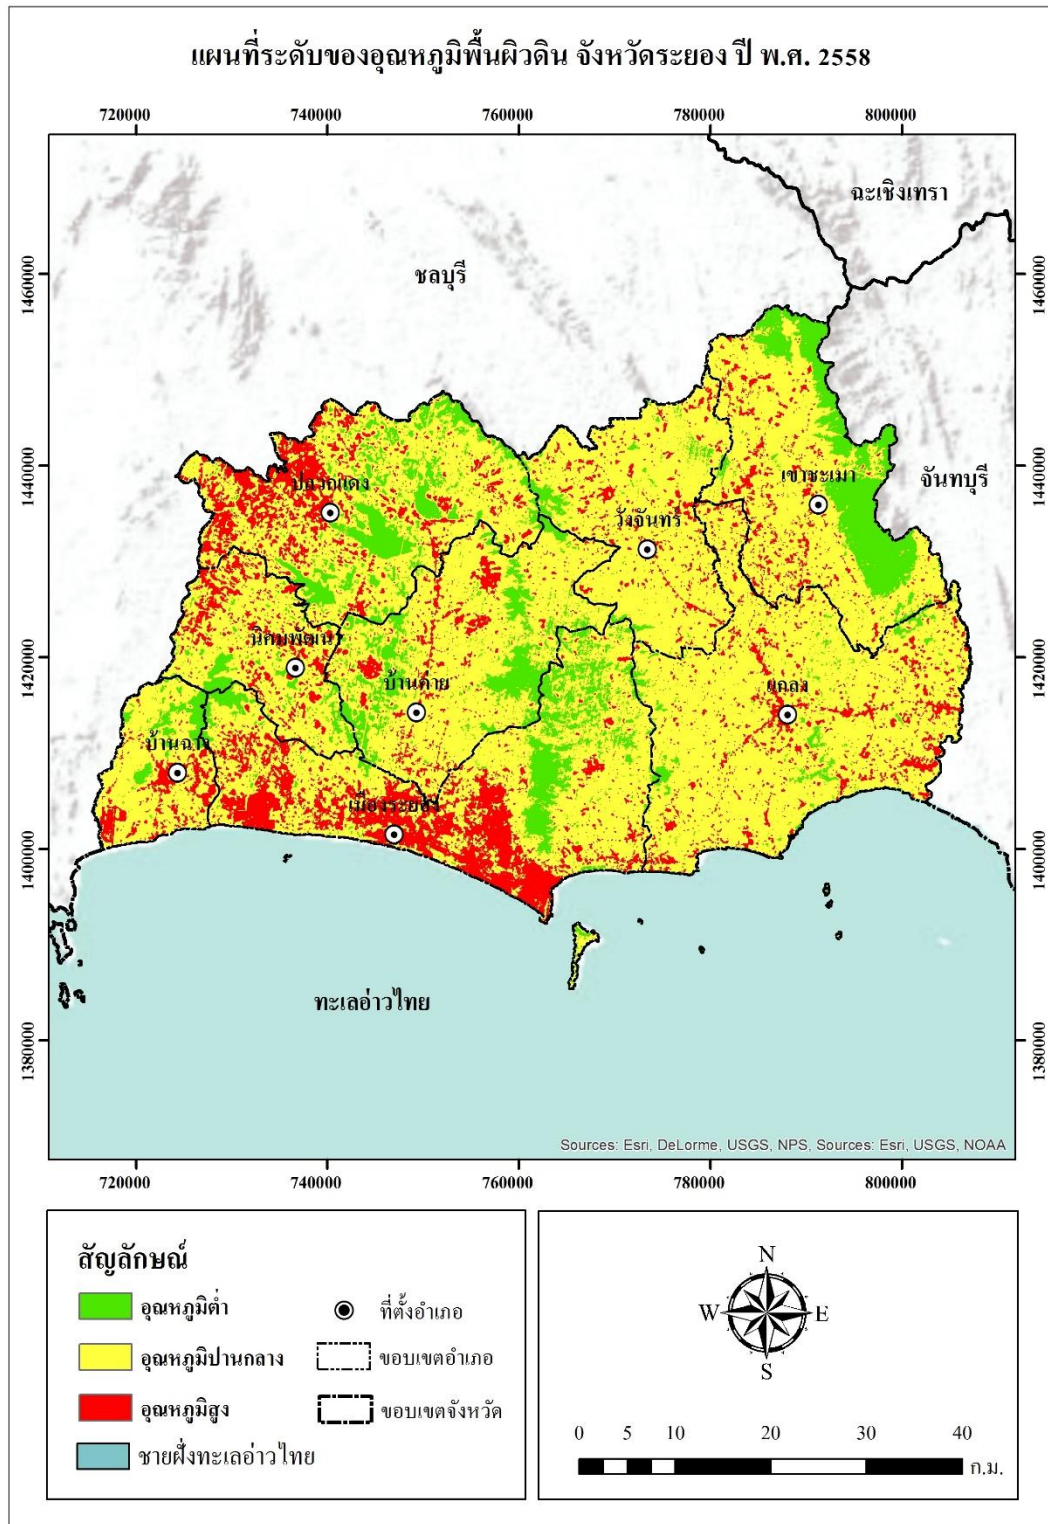 แผนที่ระดับของอุณหภูมิพื้นผิวดิน จังหวัดระยอง ปี พ.ศ. 2558
720000 740000 760000 780000 800000
ฉะเชิงเทรา
ชลบุรี
1460000 1460000
1440000 1440000
ปลวกแดง
เขาชะเมา
จันทบุรี
วังจันทร์
1420000 1420000
นิคมพัฒนา
บ้านค่าย
แกลง
บ้านฉาง
เมืองระยอง
1400000 1400000
ทะเลอ่าวไทย
1380000 1380000
Sources: Esri, DeLorme, USGS, NPS, Sources: Esri, USGS, NOAA
720000 740000 760000 780000 800000
สัญลักษณ์
อุณหภูมิต่ำ
อุณหภูมิปานกลาง
อุณหภูมิสูง
ชายฝั่งทะเลอ่าวไทย
ที่ตั้งอำเภอ
ขอบเขตอำเภอ
ขอบเขตจังหวัด
N
W E
S
0 5 10 20 30 40
ก.ม.